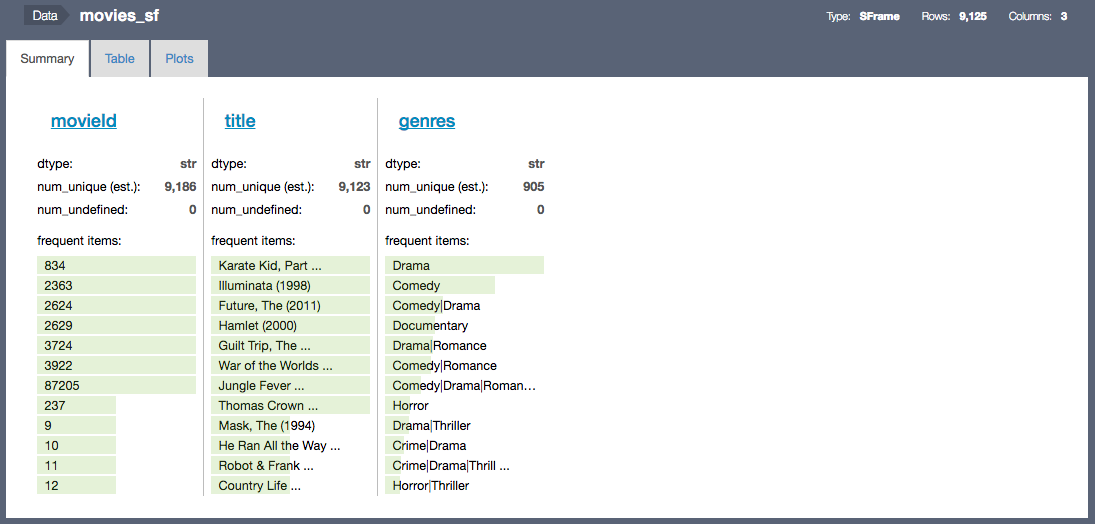 Data movies_sf Type: SFrame Rows: 9,125 Columns: 3
Summary Table Plots
movieId title genres
dtype: str dtype: str dtype: str
num_unique (est.): 9,186 num_unique (est.): 9,123 num_unique (est.): 905
num_undefined: 0 num_undefined: 0 num_undefined: 0
frequent items: frequent items: frequent items:
834 Karate Kid, Part ... Drama
2363 Illuminata (1998) Comedy
2624 Future, The (2011) Comedy|Drama
2629 Hamlet (2000) Documentary
3724 Guilt Trip, The ... Drama|Romance
3922 War of the Worlds ... Comedy|Romance
87205 Jungle Fever ... Comedy|Drama|Roman…
237 Thomas Crown ... Horror
9 Mask, The (1994) Drama|Thriller
10 He Ran All the Way ... Crime|Drama
11 Robot & Frank ... Crime|Drama|Thrill ...
12 Country Life ... Horror|Thriller